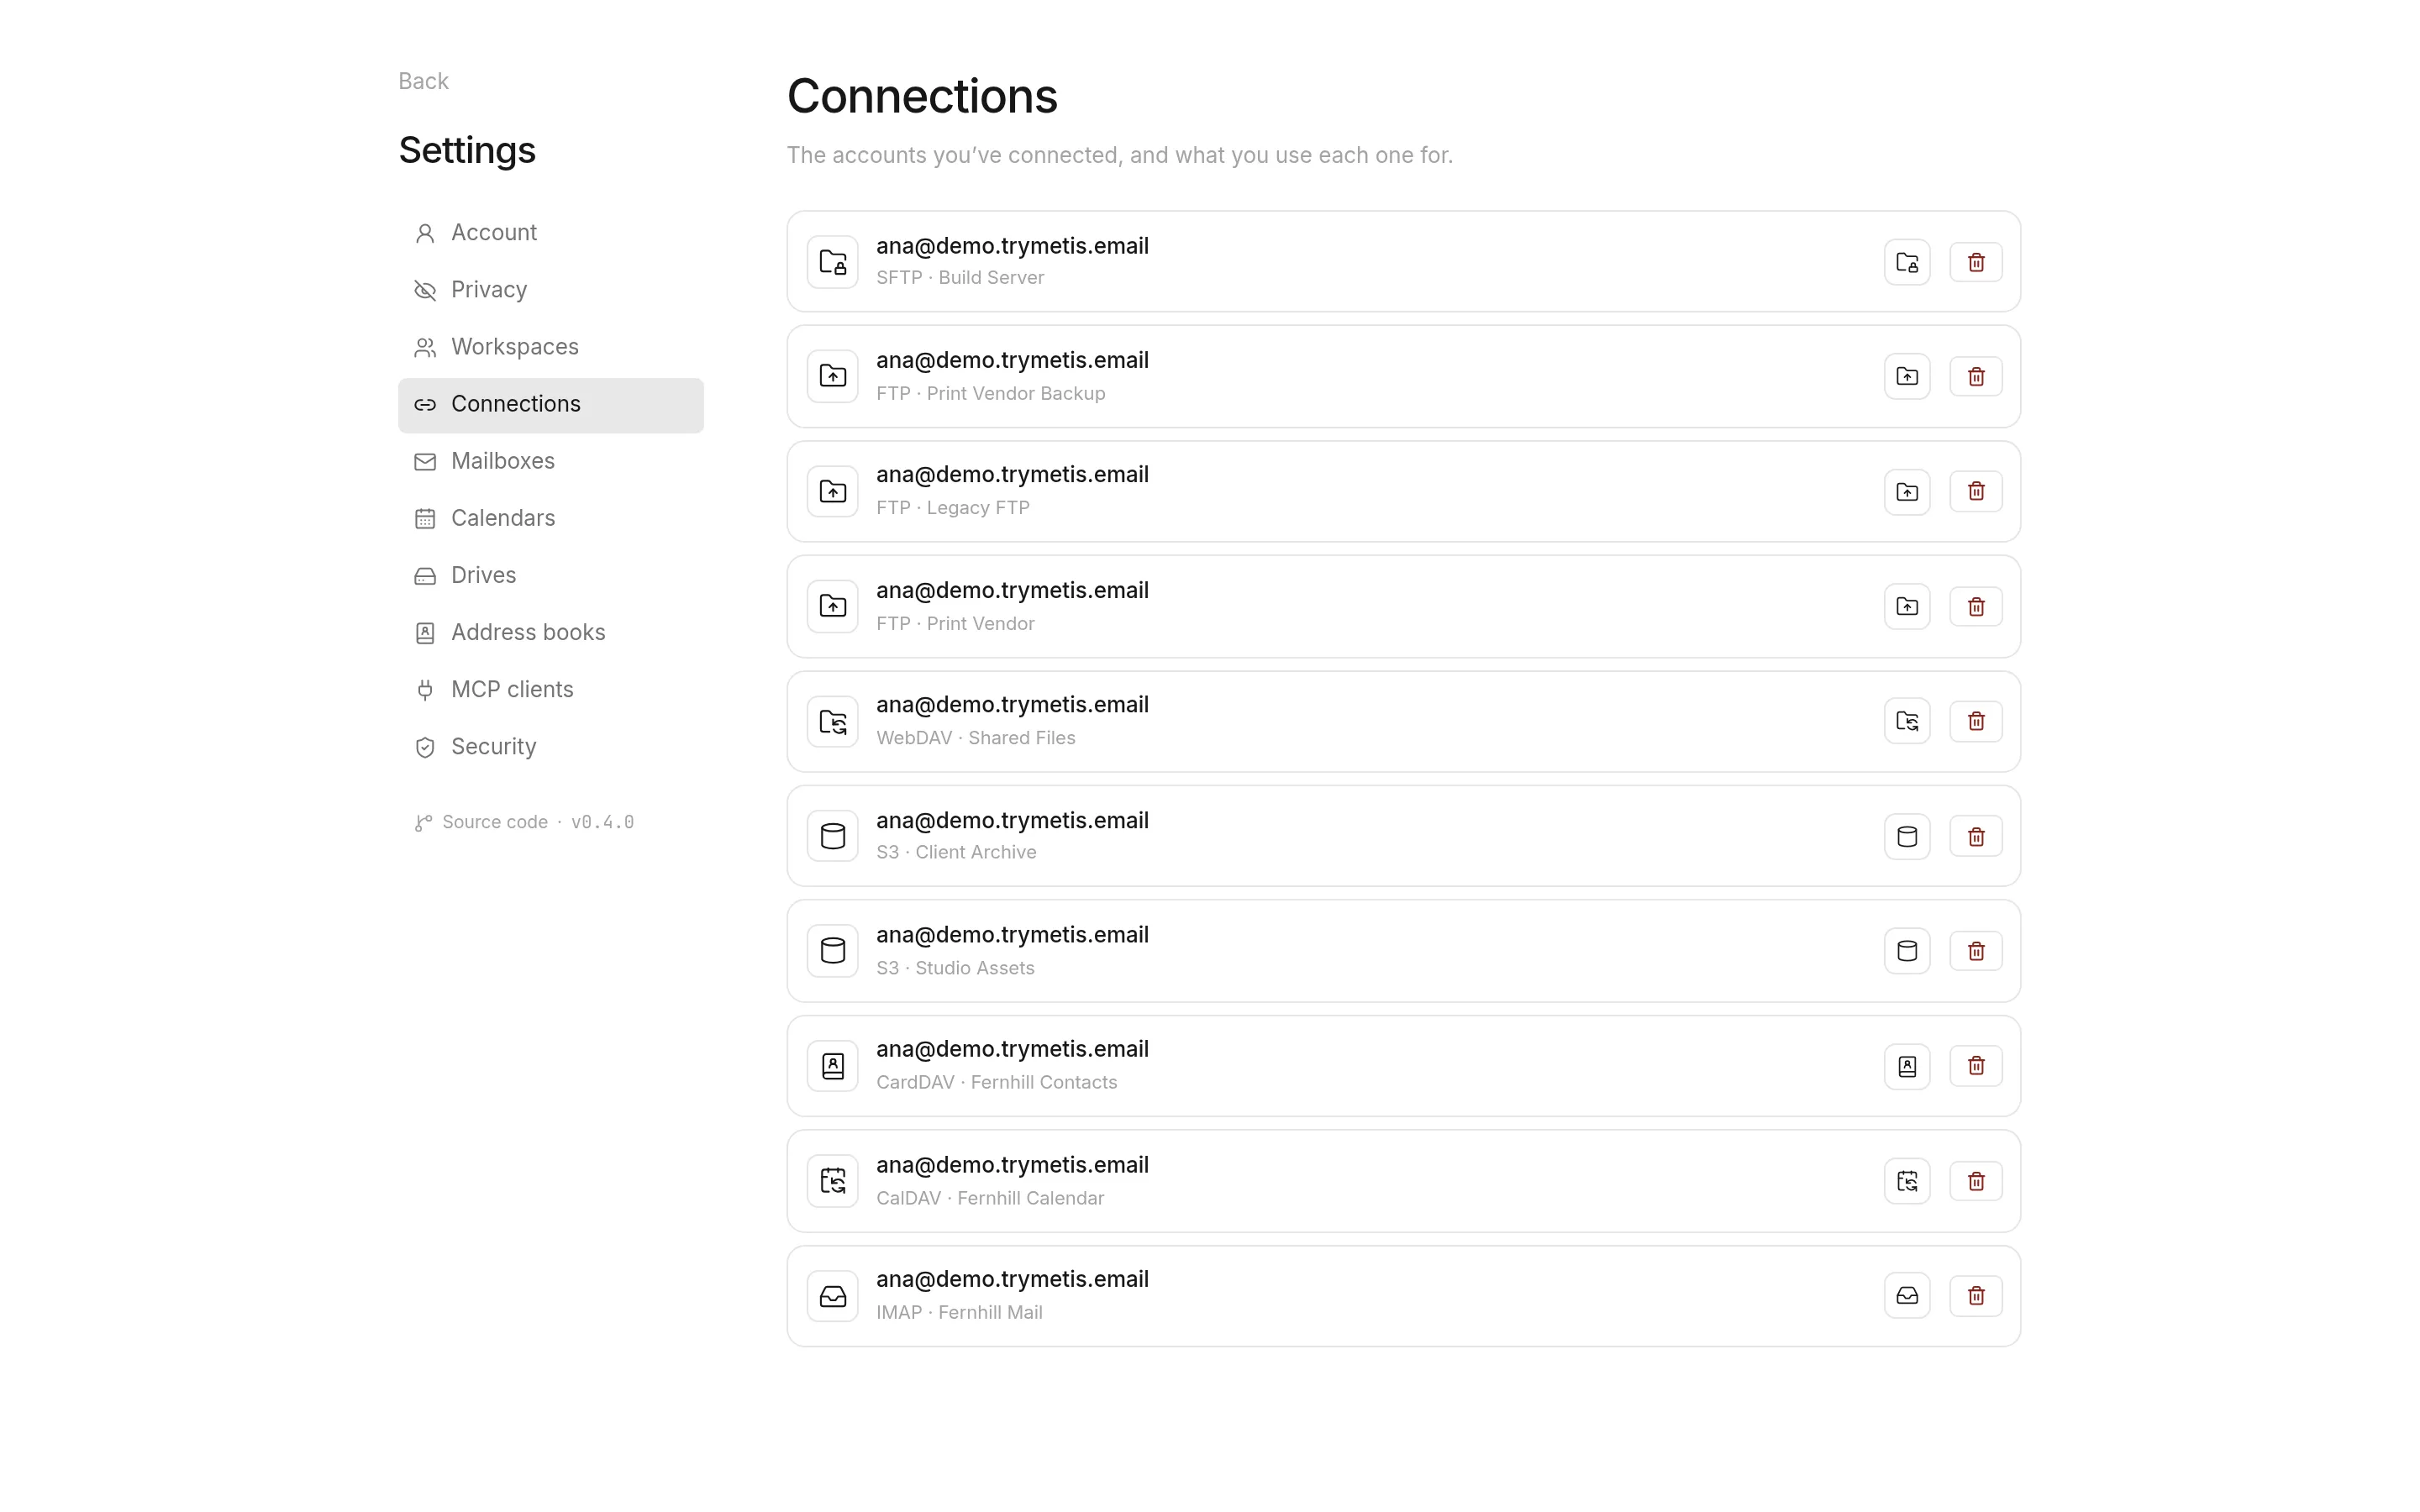 Back
Settings
Account
Privacy
Workspaces
Connections
Mailboxes
Calendars
Drives
Address books
MCP clients
Security
Source code · v0.4.0
Connections
The accounts you’ve connected, and what you use each one for.
ana@demo.trymetis.email
SFTP · Build Server
ana@demo.trymetis.email
FTP · Print Vendor Backup
ana@demo.trymetis.email
FTP · Legacy FTP
ana@demo.trymetis.email
FTP · Print Vendor
ana@demo.trymetis.email
WebDAV · Shared Files
ana@demo.trymetis.email
S3 · Client Archive
ana@demo.trymetis.email
S3 · Studio Assets
ana@demo.trymetis.email
CardDAV · Fernhill Contacts
ana@demo.trymetis.email
CalDAV · Fernhill Calendar
ana@demo.trymetis.email
IMAP · Fernhill Mail